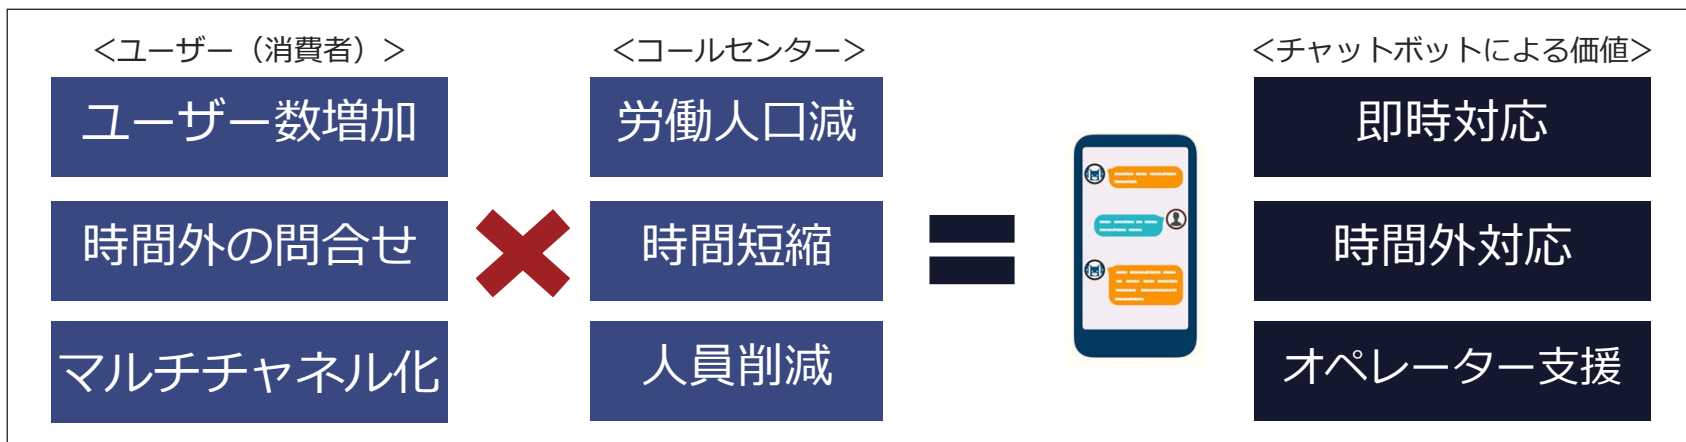 ＜ユーザー（消費者）＞
ユーザー数増加
時間外の問合せ
マルチチャネル化
＜コールセンター＞
労働人口減
時間短縮
人員削減
＜チャットボットによる価値＞
即時対応
時間外対応
オペレーター支援